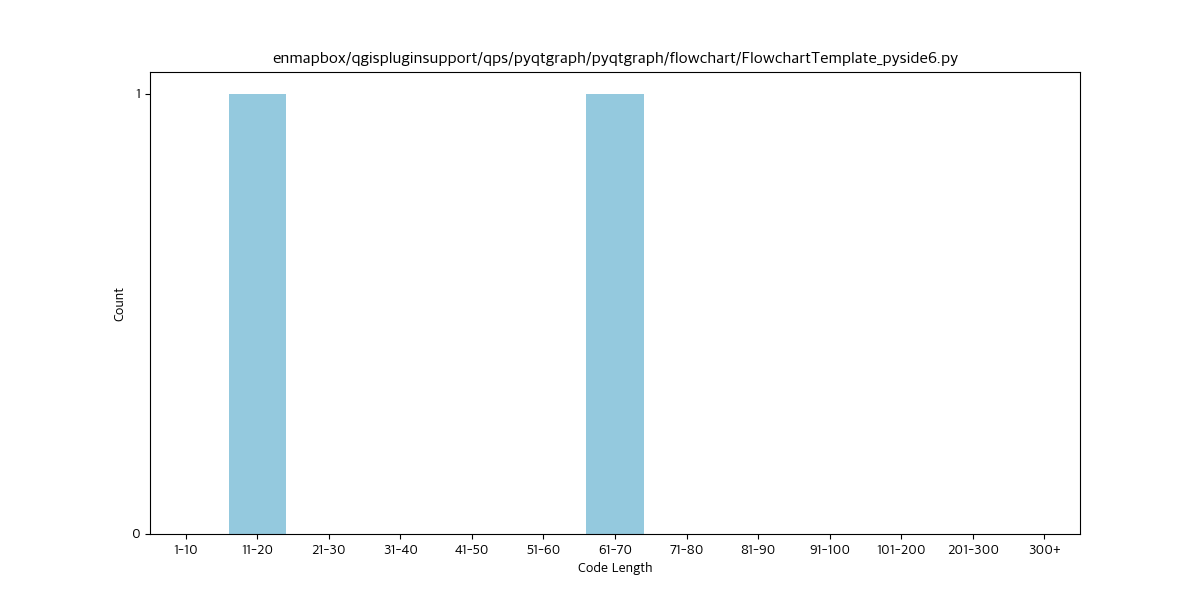 enmapbox/qgispluginsupport/qps/pyqtgraph/pyqtgraph/flowchart/FlowchartTemplate_pyside6.py
1
Count
0
1-10 11-20 21-30 31-40 41-50 51-60 61-70 71-80 81-90 91-100 101-200 201-300 300+
Code Length